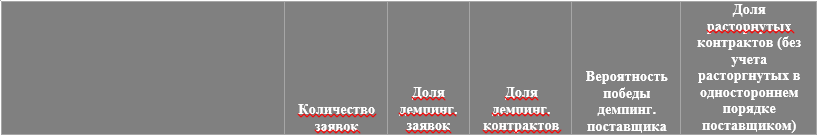 Количество
заявок
Доля
демпинг.
заявок
Доля
демпинг.
контрактов
Вероятность
победы
демпинг.
поставщика
Доля
расторнутых
контрактов (без
учета
расторгнутых в
одностороннем
порядке
поставщиком)